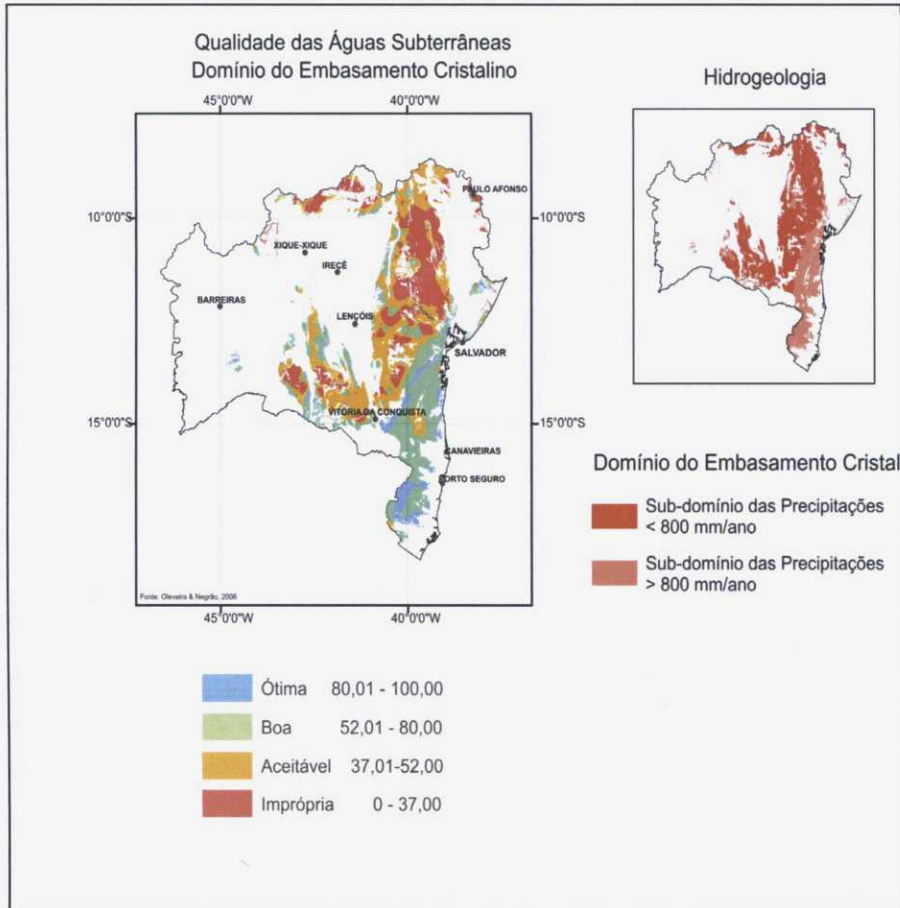 Qualidade das Águas Subterrâneas
Domínio do Embasamento Cristalino
45°0'0"W 40°0'0"W
10°0'0"S
15°0'0"S
PAULO AFONSO
XIQUE-XIQUE
IRECÊ
BARREIRAS
LENÇÓIS
SALVADOR
VITÓRIA DA CONQUISTA
CANAVIEIRAS
PORTO SEGURO
Fonte: Oleveira & Negrão, 2006
10°0'0"S
15°0'0"S
45°0'0"W 40°0'0"W
Ótima 80,01 - 100,00
Boa 52,01 - 80,00
Aceitável 37,01-52,00
Imprópria 0 - 37,00
Hidrogeologia
Domínio do Embasamento Cristal
Sub-domínio das Precipitações
< 800 mm/ano
Sub-domínio das Precipitações
> 800 mm/ano